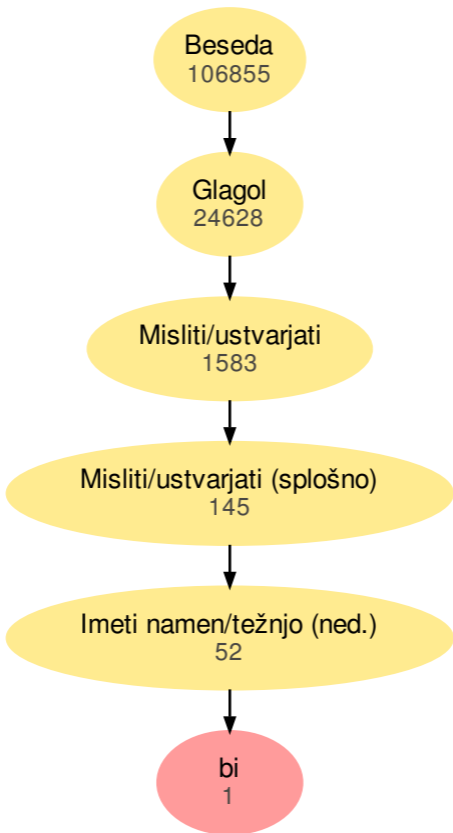 Beseda
106855
Glagol
24628
Misliti/ustvarjati
1583
Misliti/ustvarjati (splošno)
145
Imeti namen/težnjo (ned.)
52
bi
1